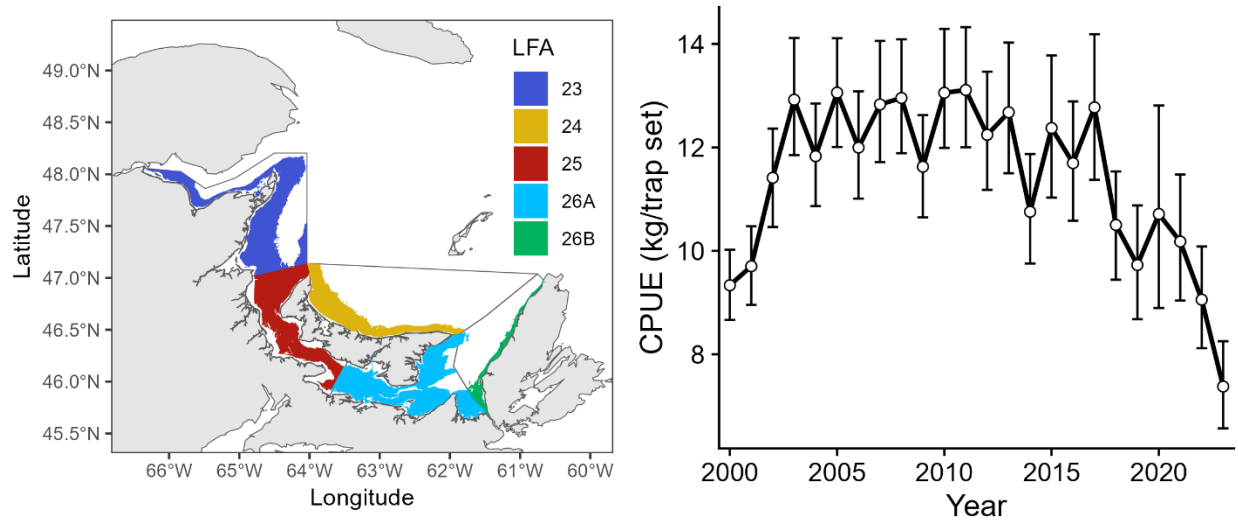 LFA
23
24
25
26A
26B
49.0°N
48.5°N
48.0°N
47.5°N
47.0°N
46.5°N
46.0°N
45.5°N
Latitude
66°W 65°W 64°W 63°W 62°W 61°W 60°W
Longitude
CPUE (kg/trap set)
14
12
10
8
2000 2005 2010 2015 2020
Year